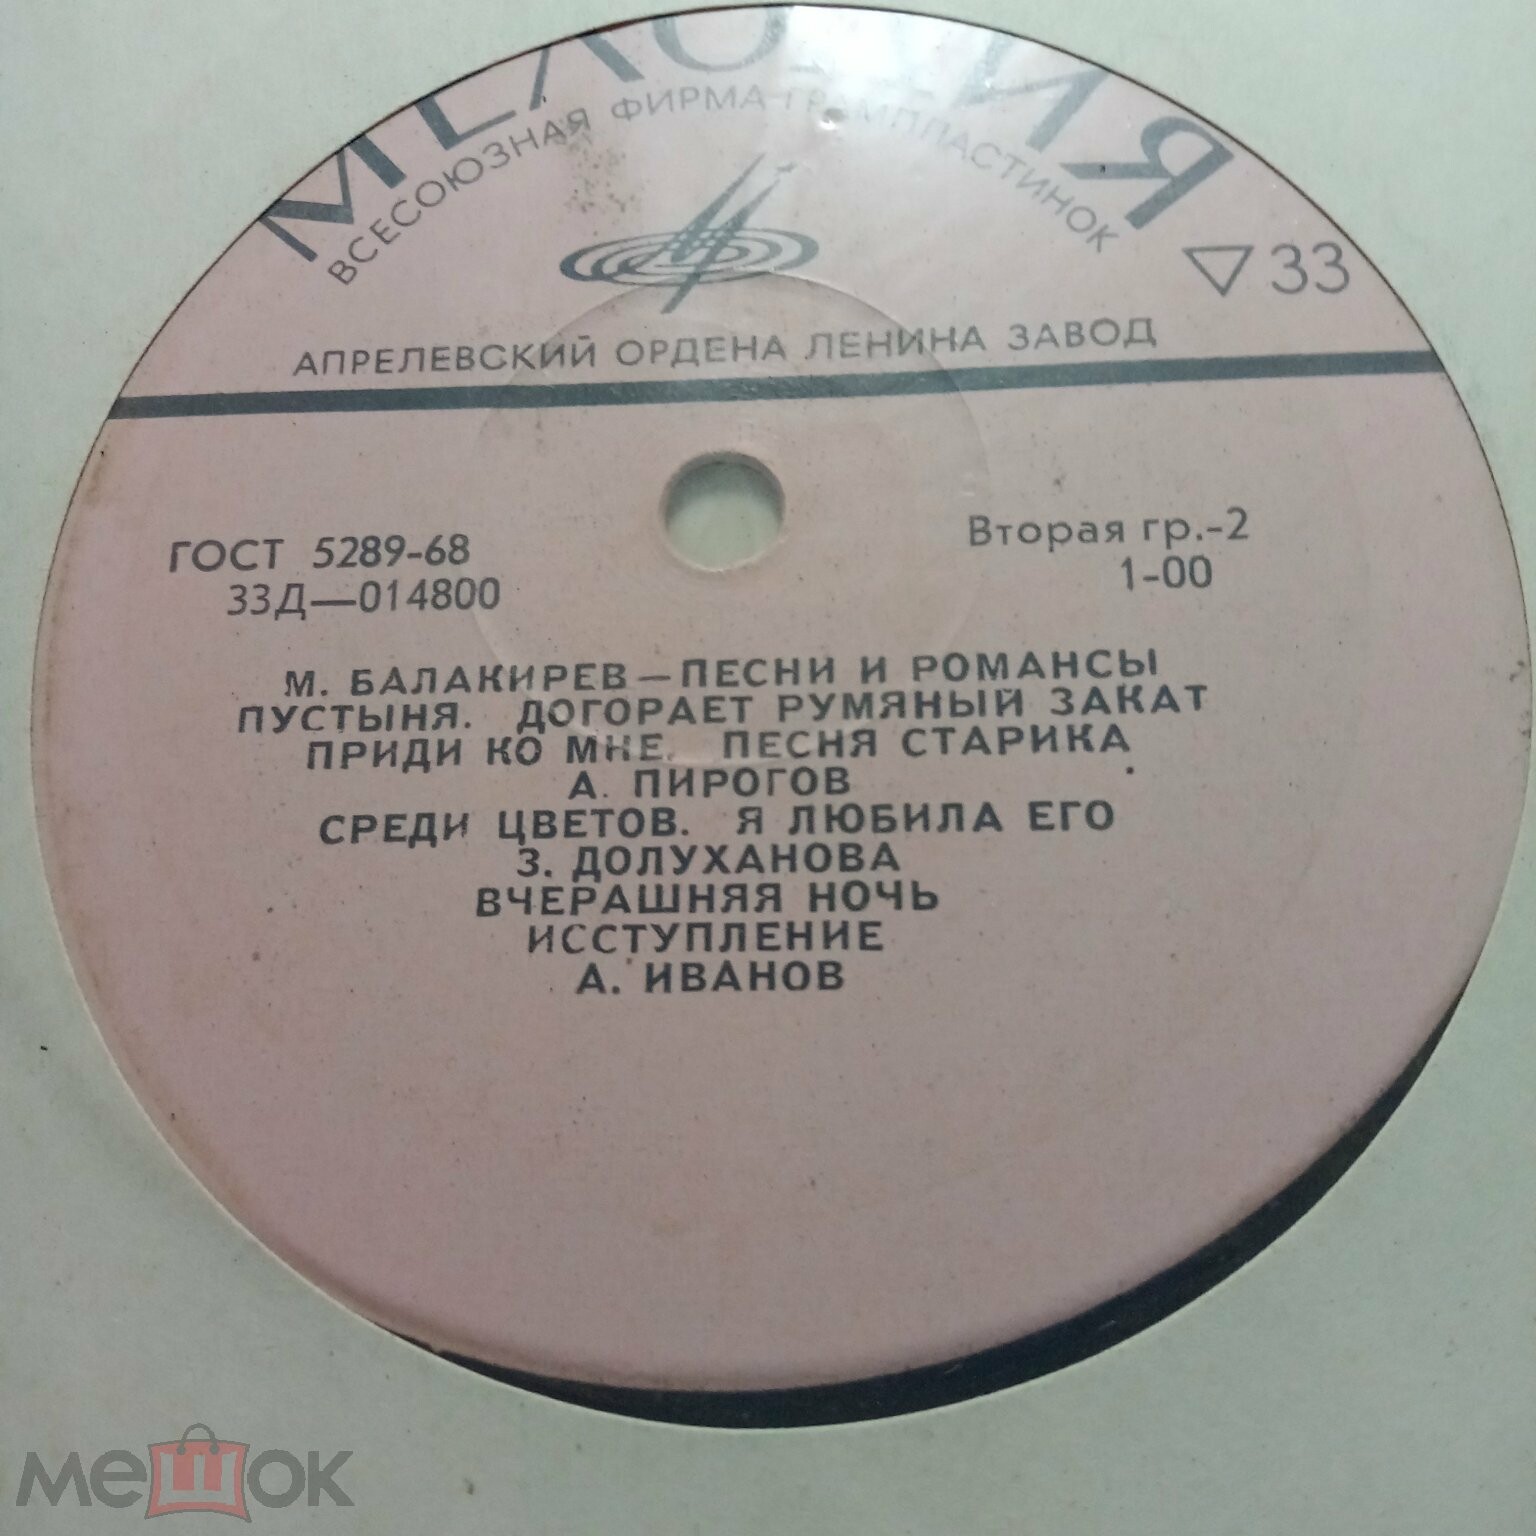 МЕЛОДИЯ
ВСЕСОЮЗНАЯ ФИРМА ГРАМПЛАСТИНОК
33
АПРЕЛЕВСКИЙ ОРДЕНА ЛЕНИНА ЗАВОД
ГОСТ 5289-68
Вторая гр.-2
33Д—014800
1-00
М. БАЛАКИРЕВ — ПЕСНИ И РОМАНСЫ
ПУСТЫНЯ. ДОГОРАЕТ РУМЯНЫЙ ЗАКАТ
ПРИДИ КО МНЕ. ПЕСНЯ СТАРИКА
А. ПИРОГОВ
СРЕДИ ЦВЕТОВ. Я ЛЮБИЛА ЕГО
З. ДОЛУХАНОВА
ВЧЕРАШНЯЯ НОЧЬ
ИССТУПЛЕНИЕ
А. ИВАНОВ
мешок